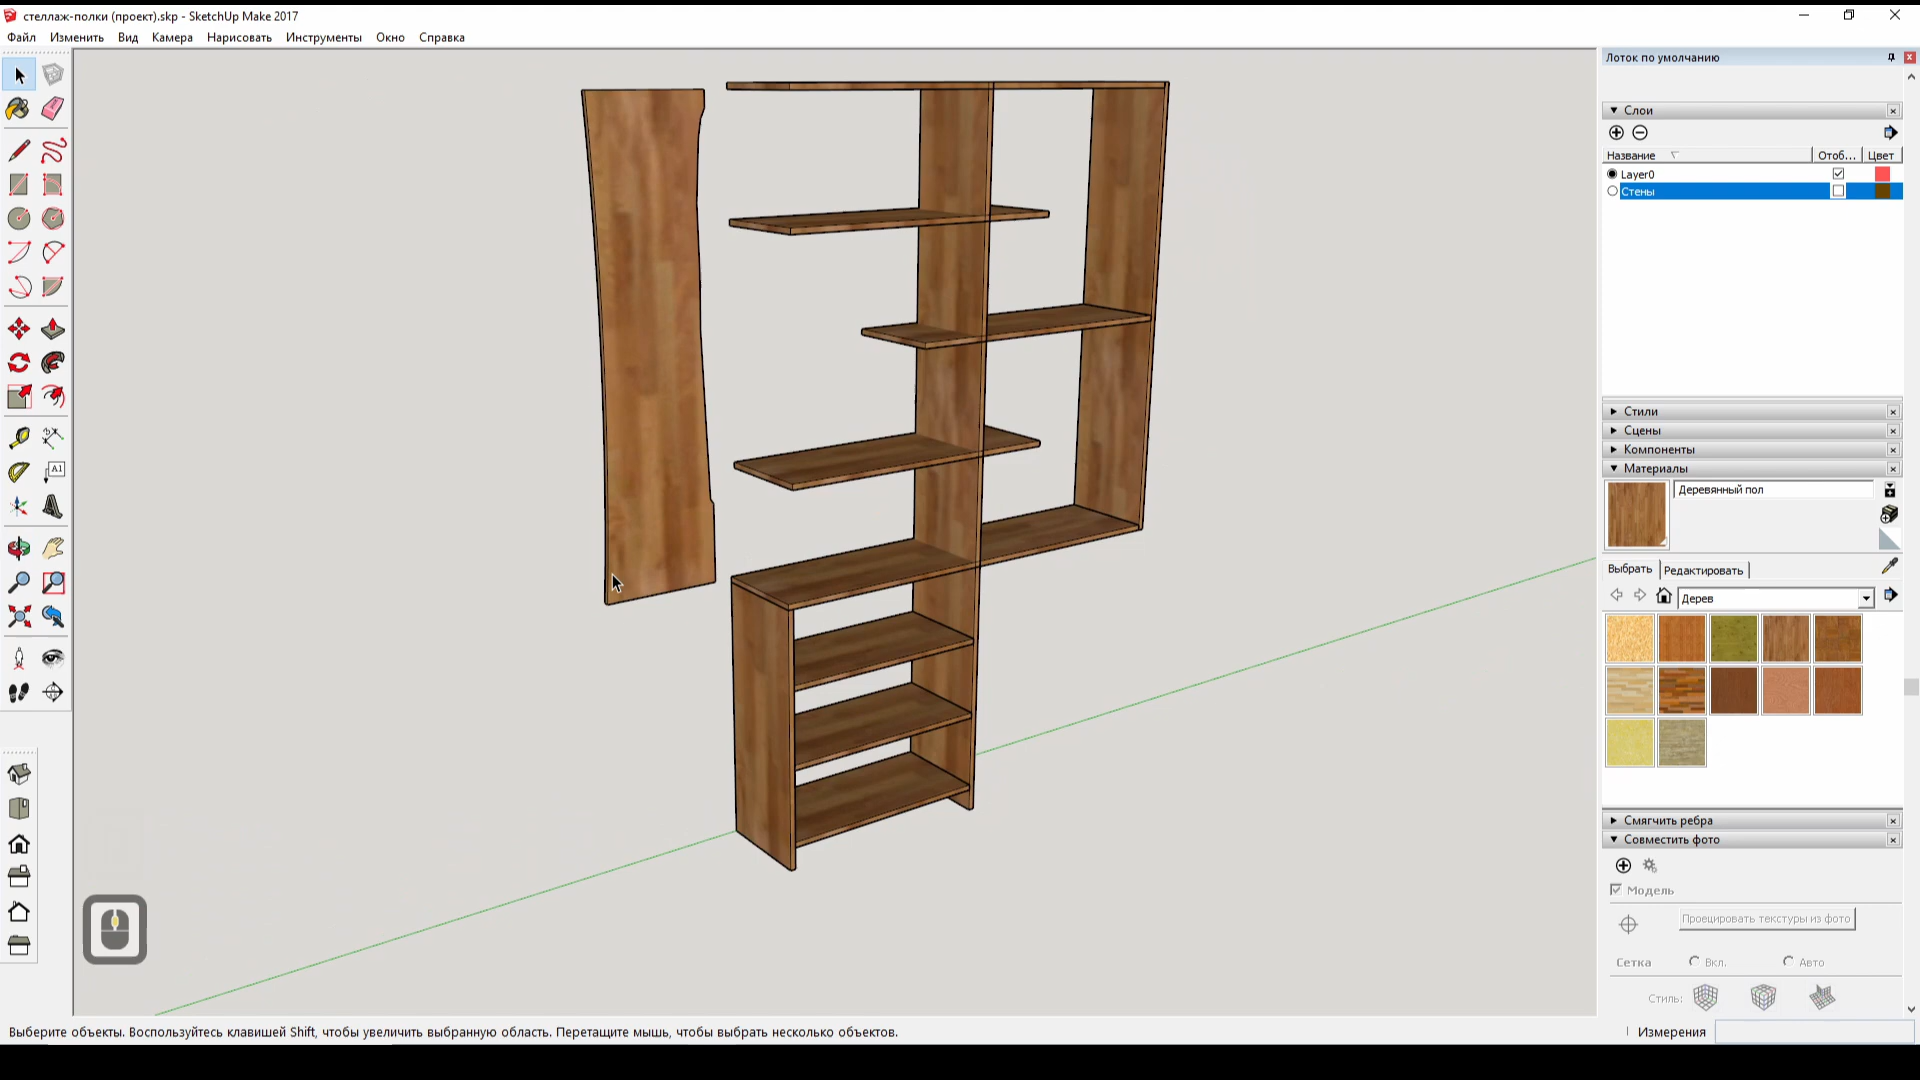 стеллаж-полки (проект).skp - SketchUp Make 2017
Файл Изменить Вид Камера Нарисовать Инструменты Окно Справка
Лоток по умолчанию
Слои
Название Отоб... Цвет
Layer0
Стены
Стили
Сцены
Компоненты
Материалы
Деревянный пол
Выбрать Редактировать
Дерев
Смягчить ребра
Совместить фото
Модель
Проецировать текстуры из фото
Сетка Вкл. Авто
Стиль:
A1
Выберите объекты. Воспользуйтесь клавишей Shift, чтобы увеличить выбранную область. Перетащите мышь, чтобы выбрать несколько объектов.
Измерения